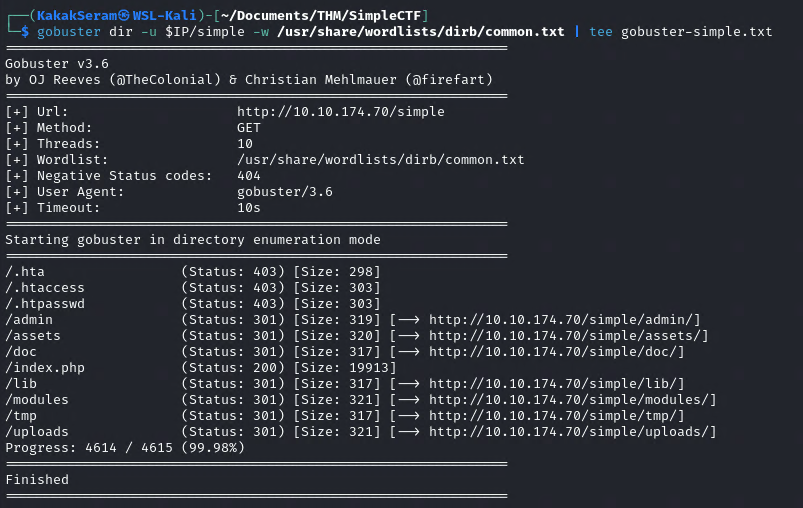 ┌──(KakakSeram㉿WSL-Kali)-[~/Documents/THM/SimpleCTF]
└─$ gobuster dir -u $IP/simple -w /usr/share/wordlists/dirb/common.txt | tee gobuster-simple.txt
===============================================================
Gobuster v3.6
by OJ Reeves (@TheColonial) & Christian Mehlmauer (@firefart)
===============================================================
[+] Url:                     http://10.10.174.70/simple
[+] Method:                  GET
[+] Threads:                 10
[+] Wordlist:                /usr/share/wordlists/dirb/common.txt
[+] Negative Status codes:   404
[+] User Agent:              gobuster/3.6
[+] Timeout:                 10s
===============================================================
Starting gobuster in directory enumeration mode
===============================================================
/.hta                 (Status: 403) [Size: 298]
/.htaccess            (Status: 403) [Size: 303]
/.htpasswd            (Status: 403) [Size: 303]
/admin                (Status: 301) [Size: 319] [--> http://10.10.174.70/simple/admin/]
/assets               (Status: 301) [Size: 320] [--> http://10.10.174.70/simple/assets/]
/doc                  (Status: 301) [Size: 317] [--> http://10.10.174.70/simple/doc/]
/index.php            (Status: 200) [Size: 19913]
/lib                  (Status: 301) [Size: 317] [--> http://10.10.174.70/simple/lib/]
/modules              (Status: 301) [Size: 321] [--> http://10.10.174.70/simple/modules/]
/tmp                  (Status: 301) [Size: 317] [--> http://10.10.174.70/simple/tmp/]
/uploads              (Status: 301) [Size: 321] [--> http://10.10.174.70/simple/uploads/]
Progress: 4614 / 4615 (99.98%)
===============================================================
Finished
===============================================================